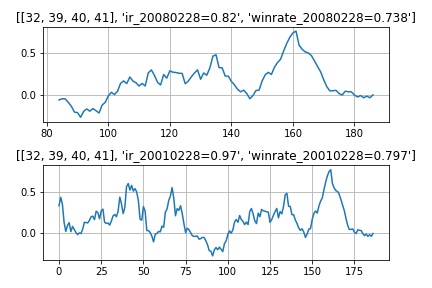 [[32, 39, 40, 41], 'ir_20080228=0.82', 'winrate_20080228=0.738']
0.5
0.0
80 100 120 140 160 180
[[32, 39, 40, 41], 'ir_20010228=0.97', 'winrate_20010228=0.797']
0.5
0.0
0 25 50 75 100 125 150 175